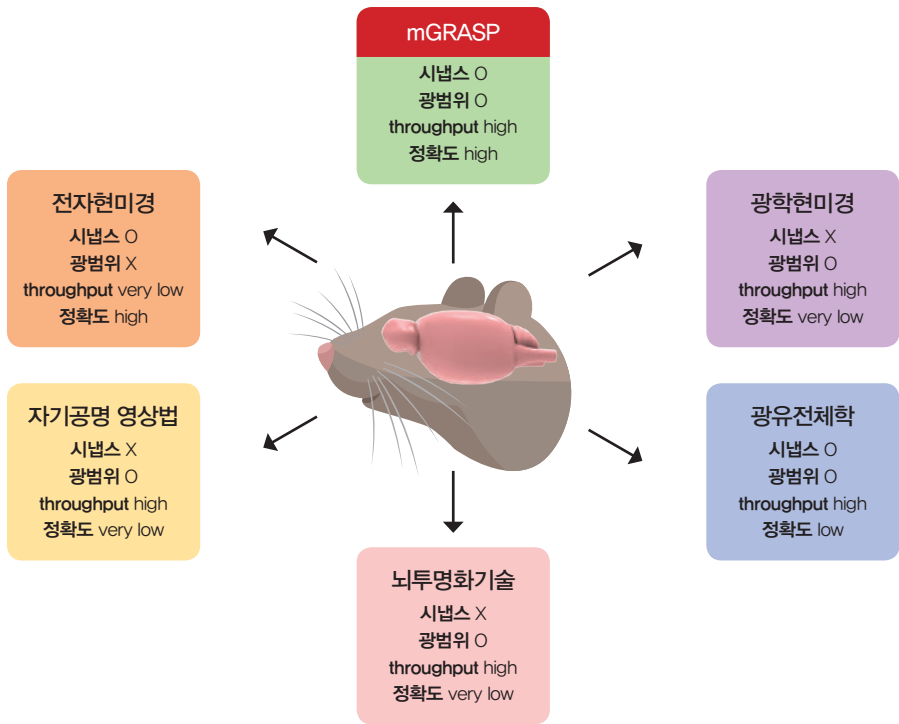 mGRASP
시냅스 O
광범위 O
throughput high
정확도 high
전자현미경
시냅스 O
광범위 X
throughput very low
정확도 high
광학현미경
시냅스 X
광범위 O
throughput high
정확도 very low
자기공명 영상법
시냅스 X
광범위 O
throughput high
정확도 very low
광유전체학
시냅스 O
광범위 O
throughput high
정확도 low
뇌투명화기술
시냅스 X
광범위 O
throughput high
정확도 very low